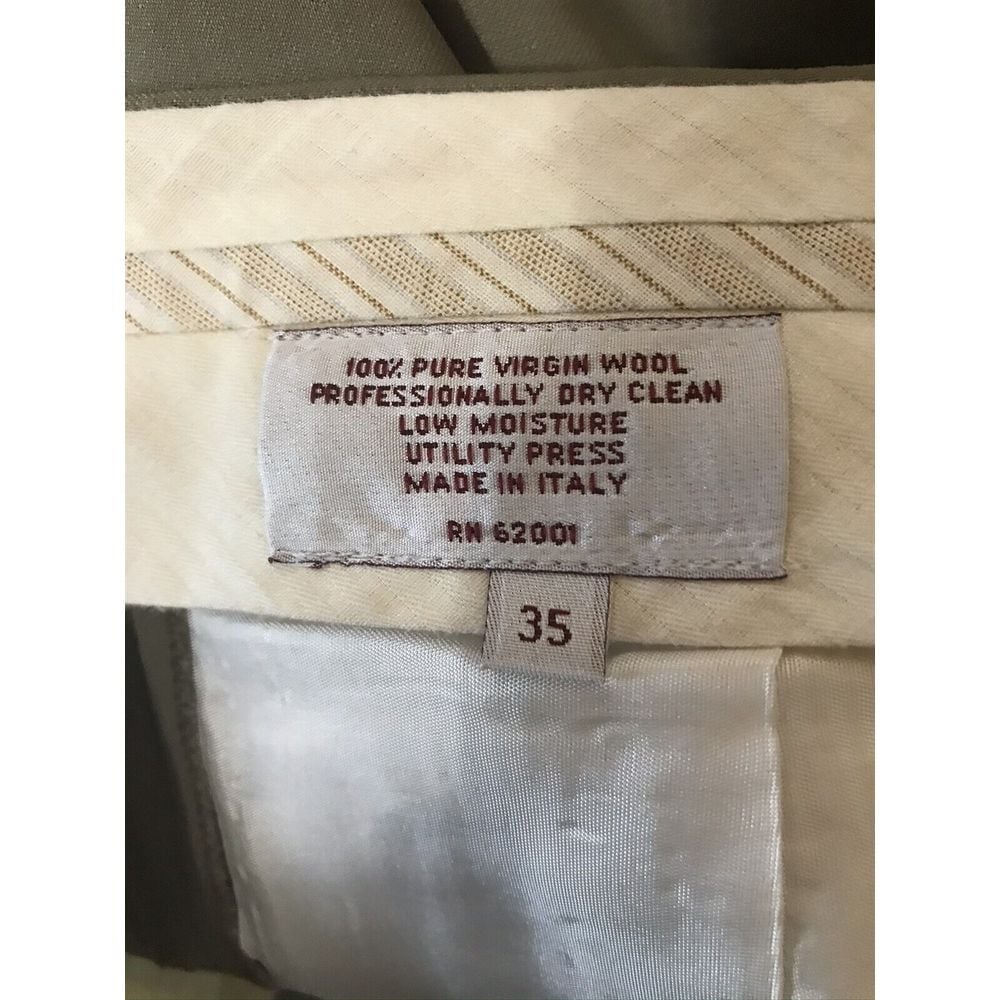 100% PURE VIRGIN WOOL
PROFESSIONALLY DRY CLEAN
LOW MOISTURE
UTILITY PRESS
MADE IN ITALY
RN 62001
35